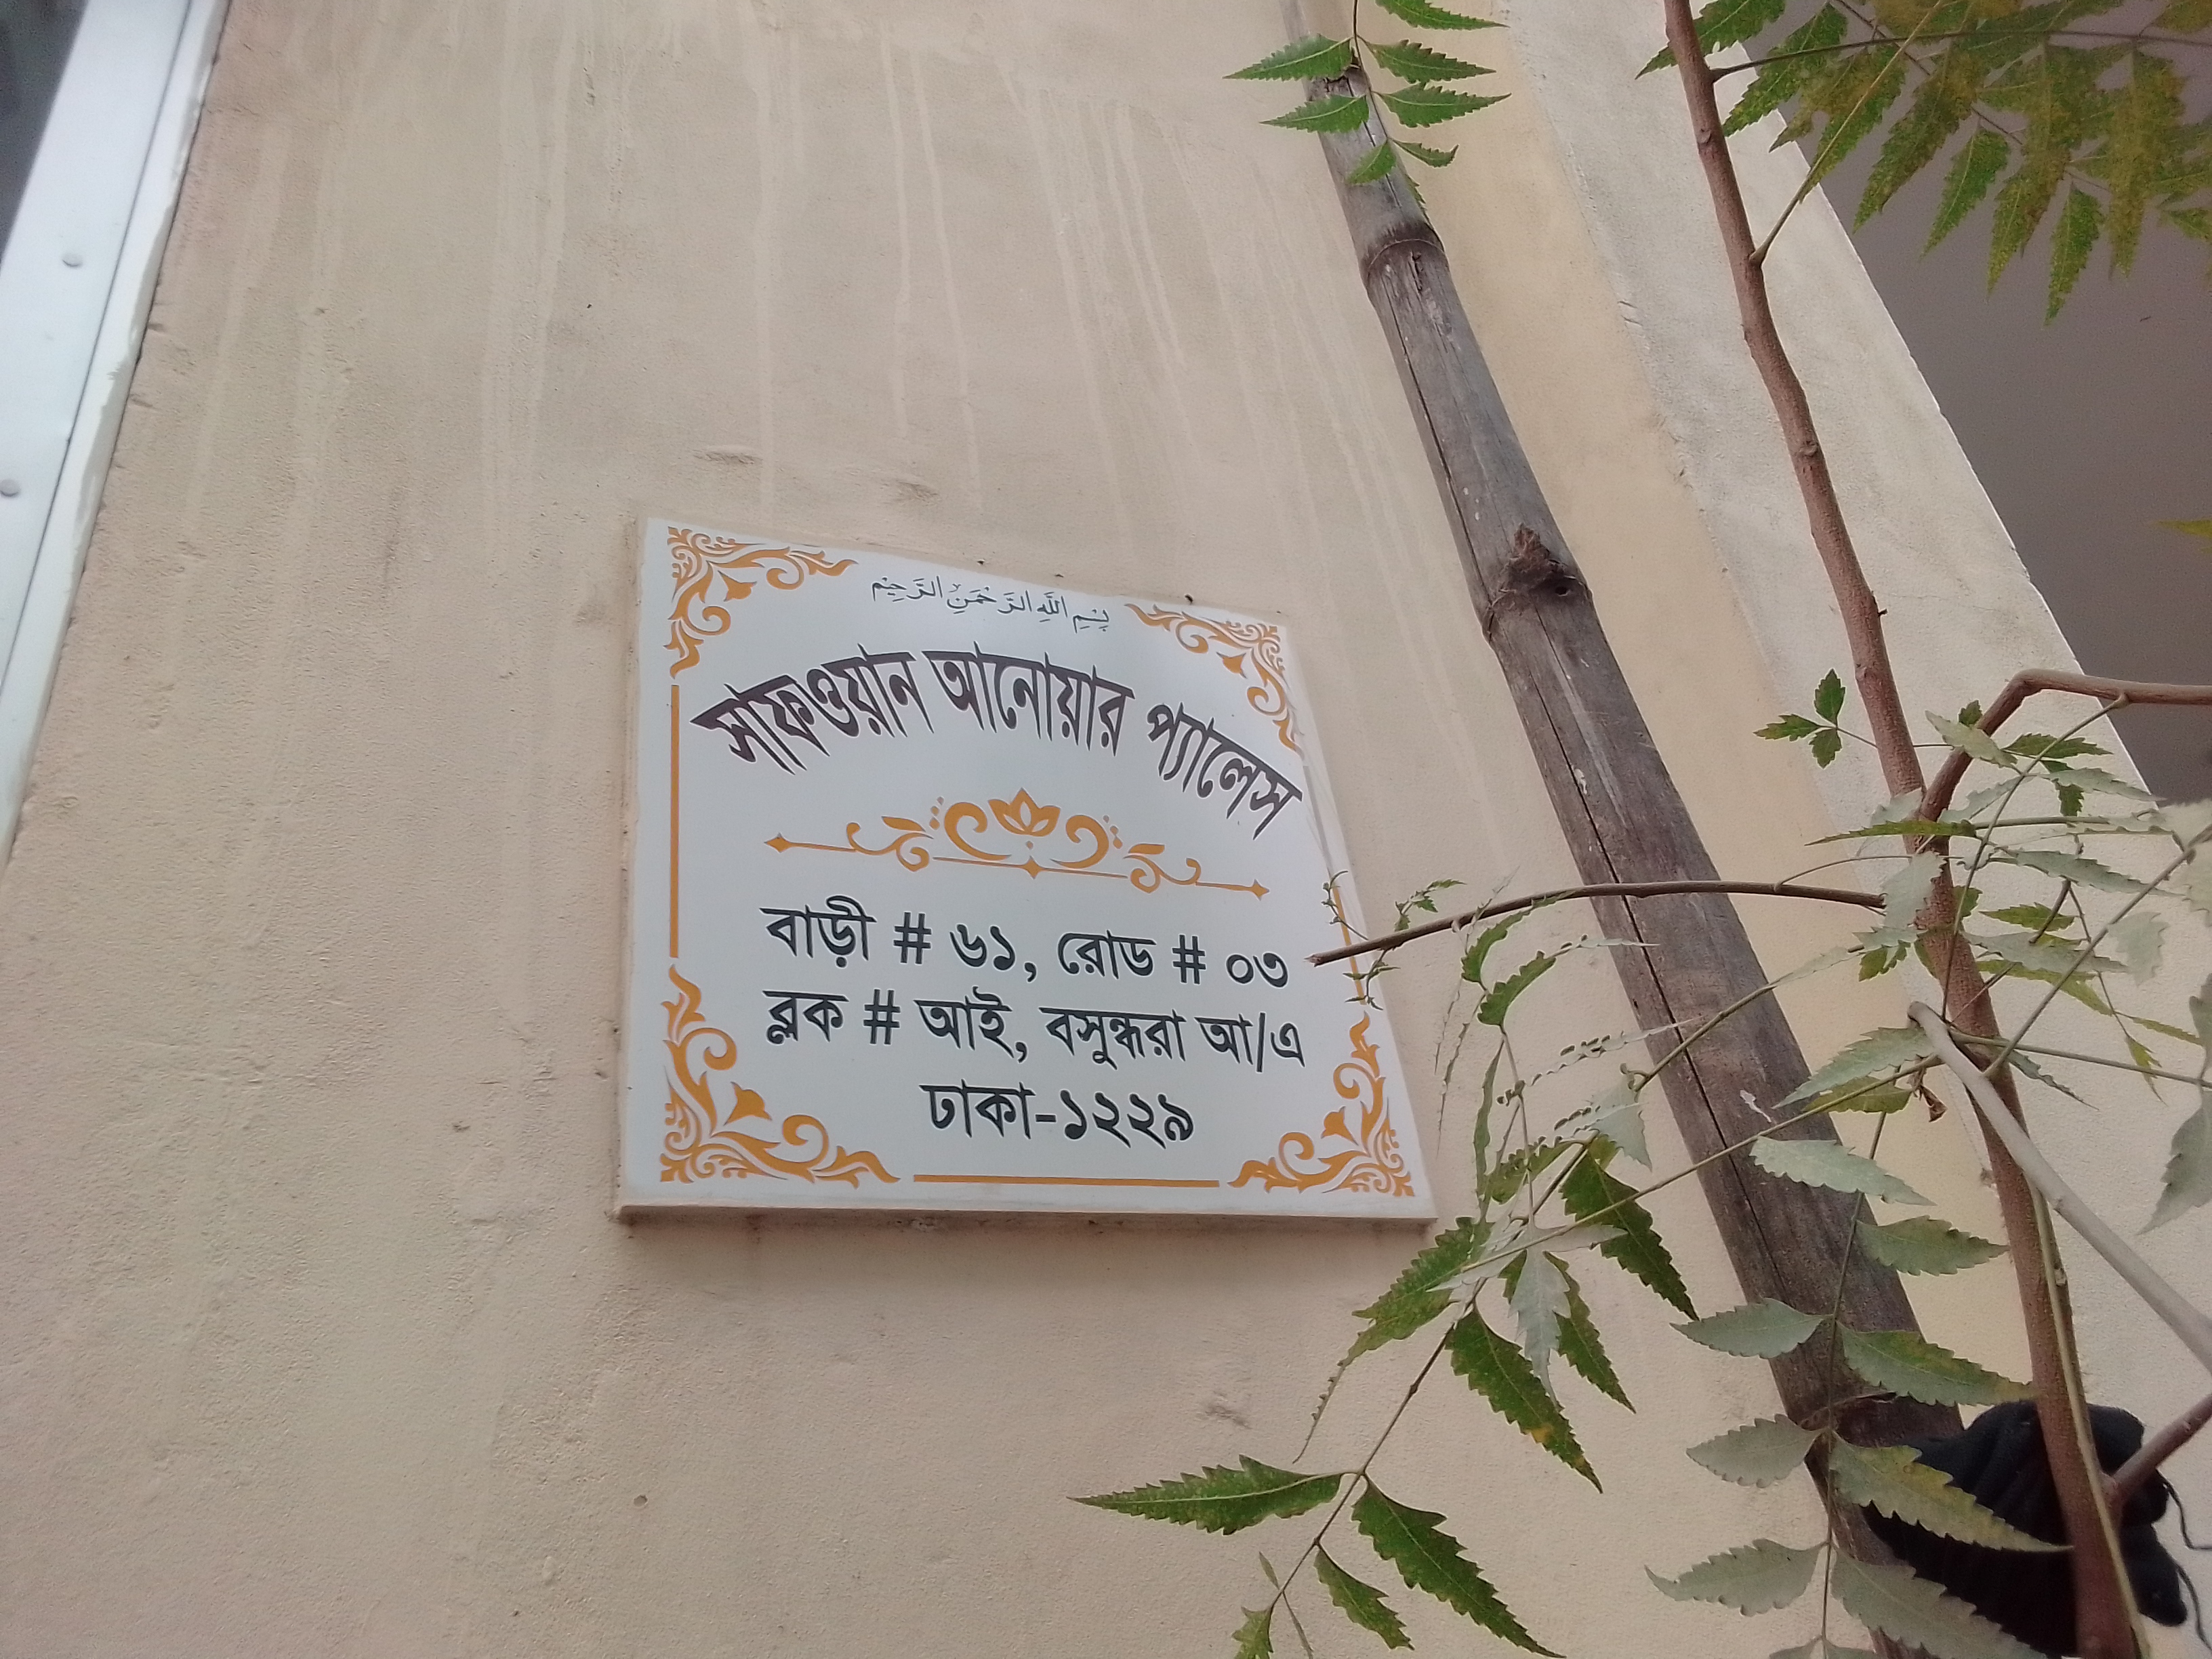 بِسْمِ اللَّهِ الرَّحْمَنِ الرَّحِيْمِ
সাফওয়ান আনোয়ার প্যালেস
বাড়ী # ৬১, রোড # ০৩
ব্লক # আই, বসুন্ধরা আ/এ
ঢাকা-১২২৯